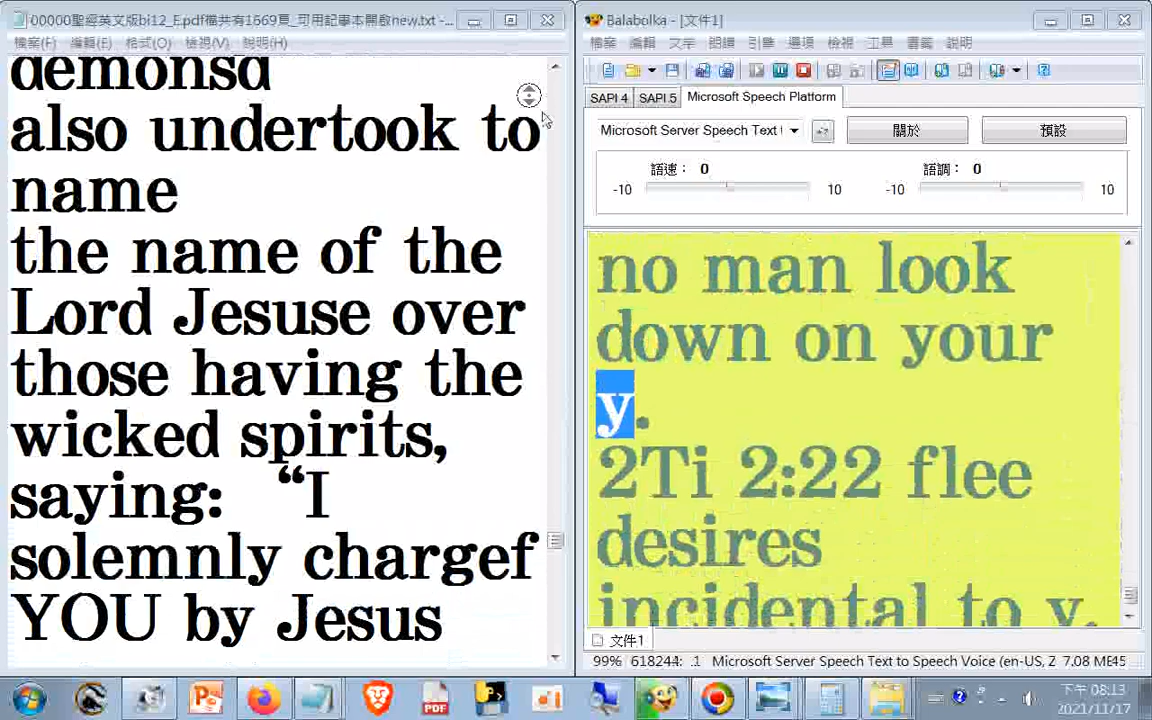 00000聖經英文版bi12_E.pdf檔共有1669頁_可用記事本開啟new.txt -...
檔案(F) 編輯(E) 格式(O) 檢視(V) 說明(H)
demonsd
also undertook to
name
the name of the
Lord Jesuse over
those having the
wicked spirits,
saying: “I
solemnly chargef
YOU by Jesus
Balabolka - [文件1]
檔案 編輯 文字 朗讀 引擎 選項 檢視 工具 書籤 說明
SAPI 4 SAPI 5 Microsoft Speech Platform
Microsoft Server Speech Text 關於 預設
語速： 0 語調： 0
-10 10 -10 10
no man look
down on your
y.
2Ti 2:22 flee
desires
incidental to y.
文件1
99% 618244: .1 Microsoft Server Speech Text to Speech Voice (en-US, Z 7.08 ME45
下午 08:13
2021/11/17